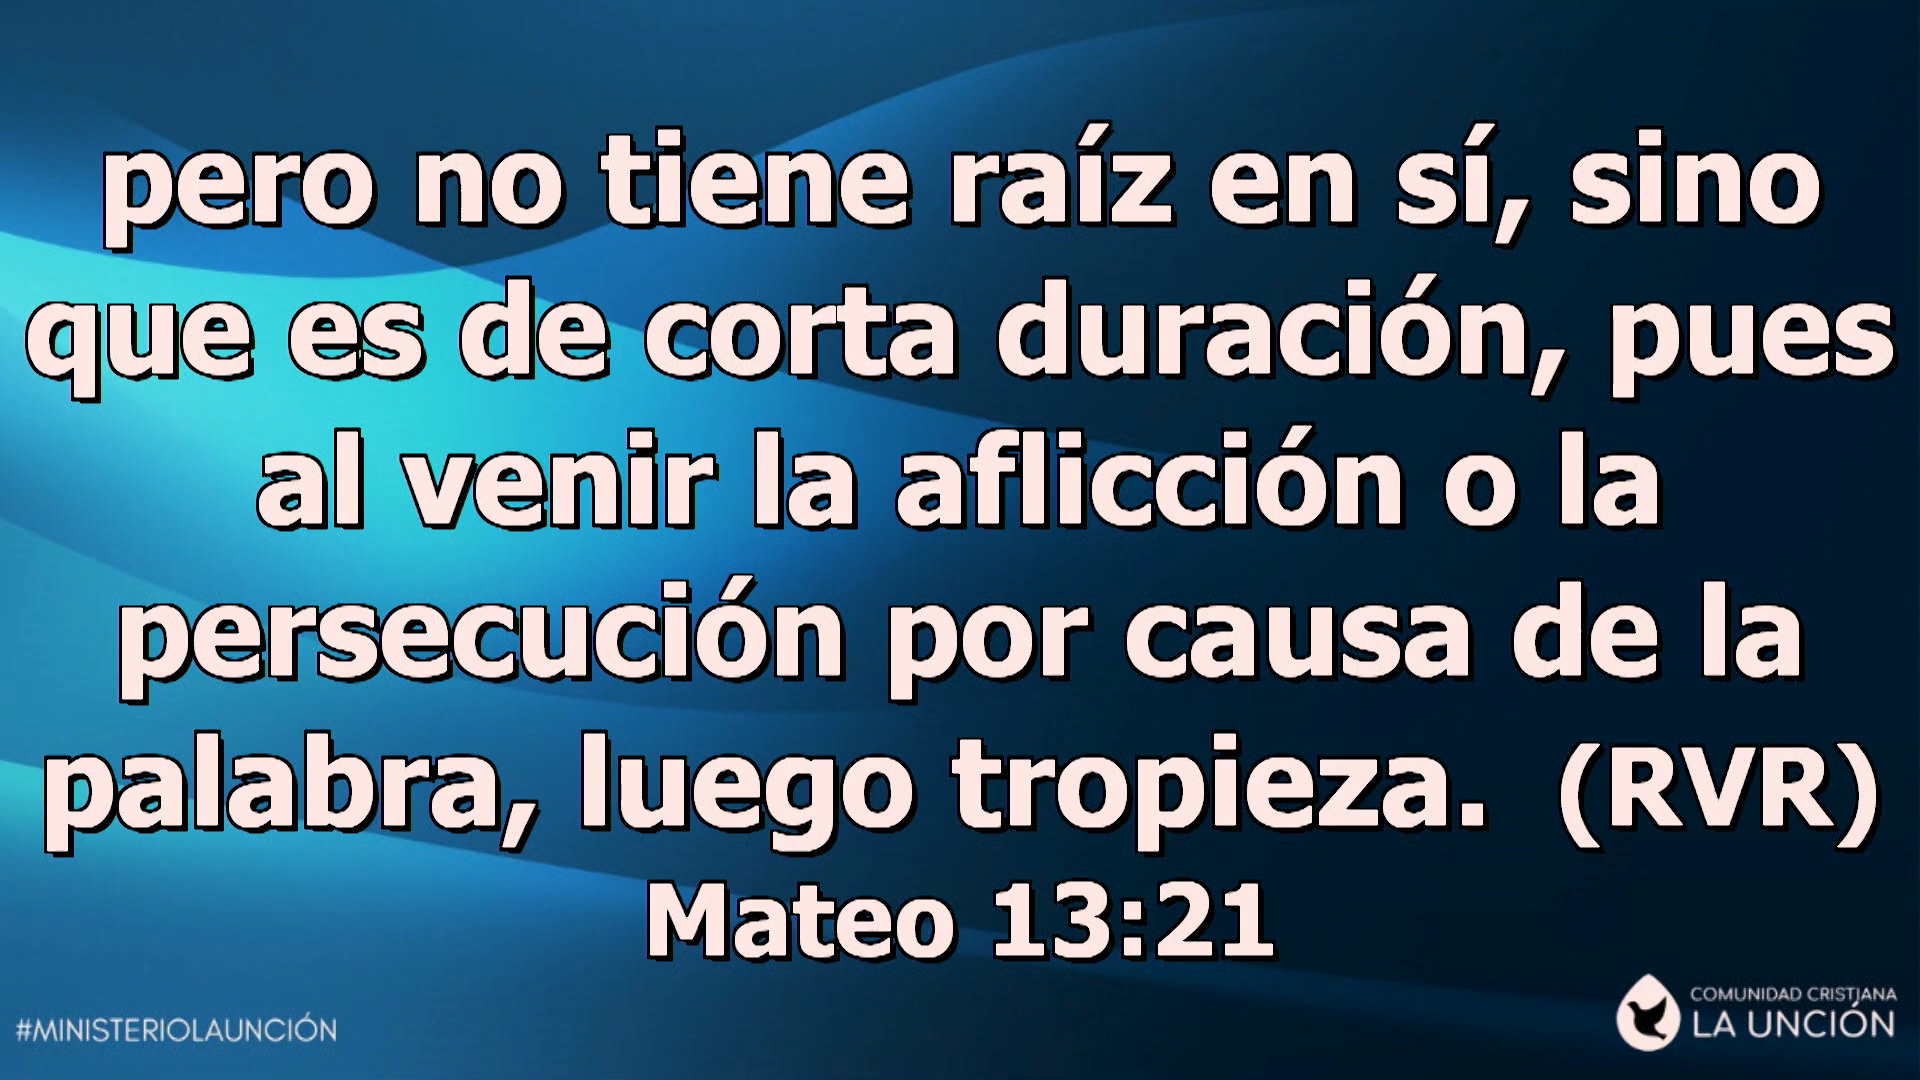 pero no tiene raíz en sí, sino
que es de corta duración, pues
al venir la aflicción o la
persecución por causa de la
palabra, luego tropieza.  (RVR)
Mateo 13:21
#MINISTERIOLAUNCIÓN
COMUNIDAD CRISTIANA
LA UNCIÓN